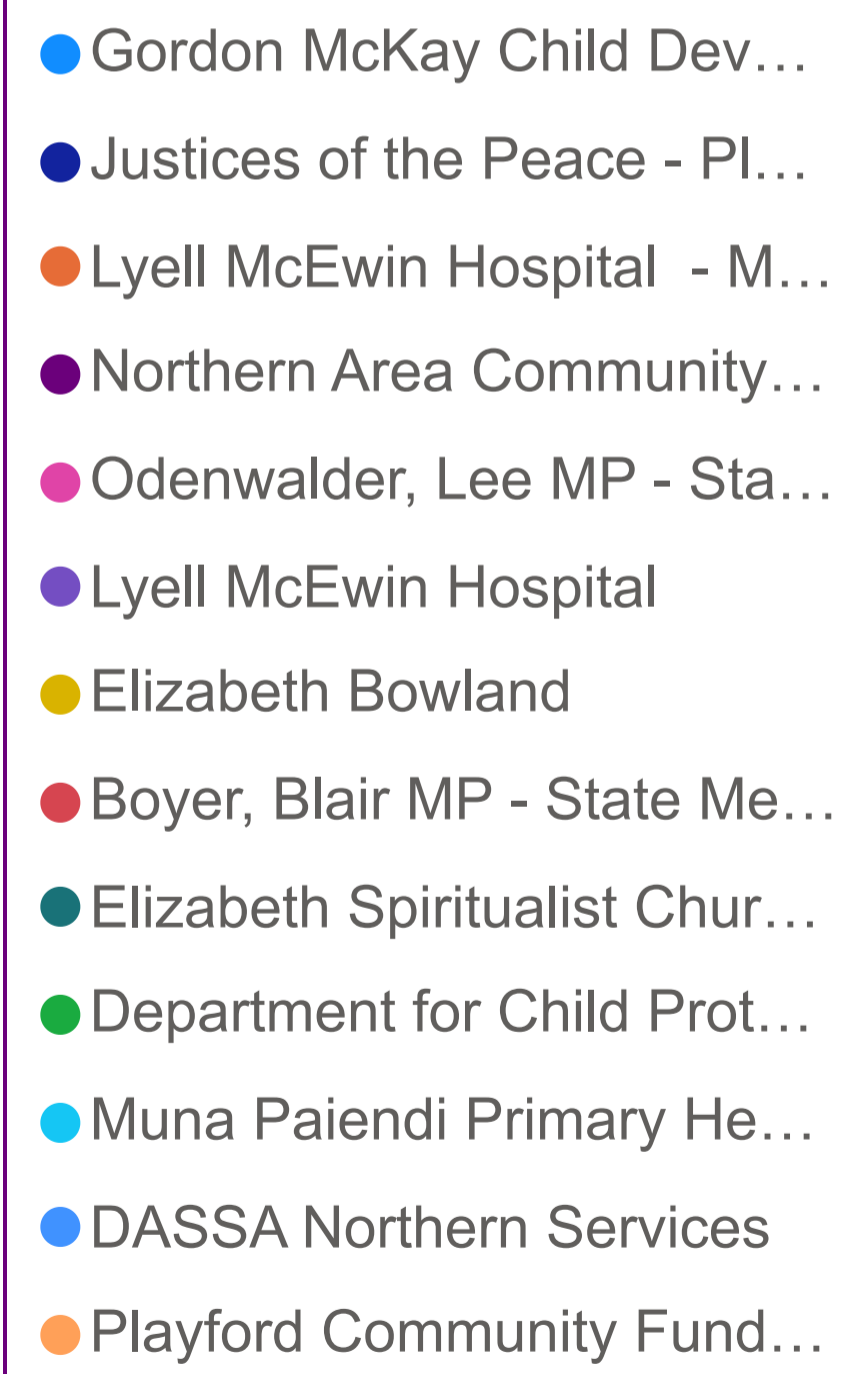 Gordon McKay Child Dev…
Justices of the Peace - Pl…
Lyell McEwin Hospital  - M…
Northern Area Community…
Odenwalder, Lee MP - Sta…
Lyell McEwin Hospital
Elizabeth Bowland
Boyer, Blair MP - State Me…
Elizabeth Spiritualist Chur…
Department for Child Prot…
Muna Paiendi Primary He…
DASSA Northern Services
Playford Community Fund…